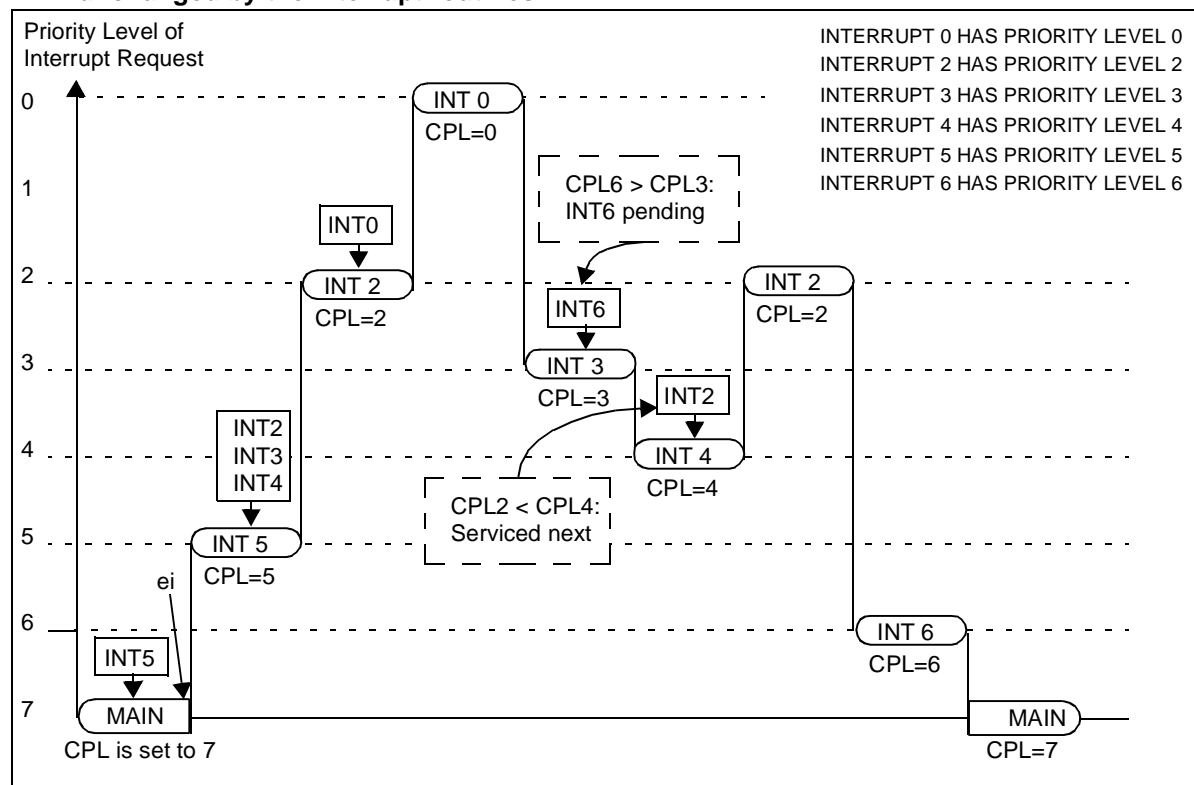 Priority Level of
Interrupt Request
INTERRUPT 0 HAS PRIORITY LEVEL 0
INTERRUPT 2 HAS PRIORITY LEVEL 2
INTERRUPT 3 HAS PRIORITY LEVEL 3
INTERRUPT 4 HAS PRIORITY LEVEL 4
INTERRUPT 5 HAS PRIORITY LEVEL 5
INTERRUPT 6 HAS PRIORITY LEVEL 6
0
INT 0
CPL=0
1
CPL6 > CPL3:
INT6 pending
INT0
2
INT 2
CPL=2
INT 2
CPL=2
INT6
3
INT 3
CPL=3
INT2
INT2
INT3
INT4
4
INT 4
CPL=4
CPL2 < CPL4:
Serviced next
5
INT 5
CPL=5
ei
6
INT 6
CPL=6
INT5
7
MAIN
CPL is set to 7
MAIN
CPL=7